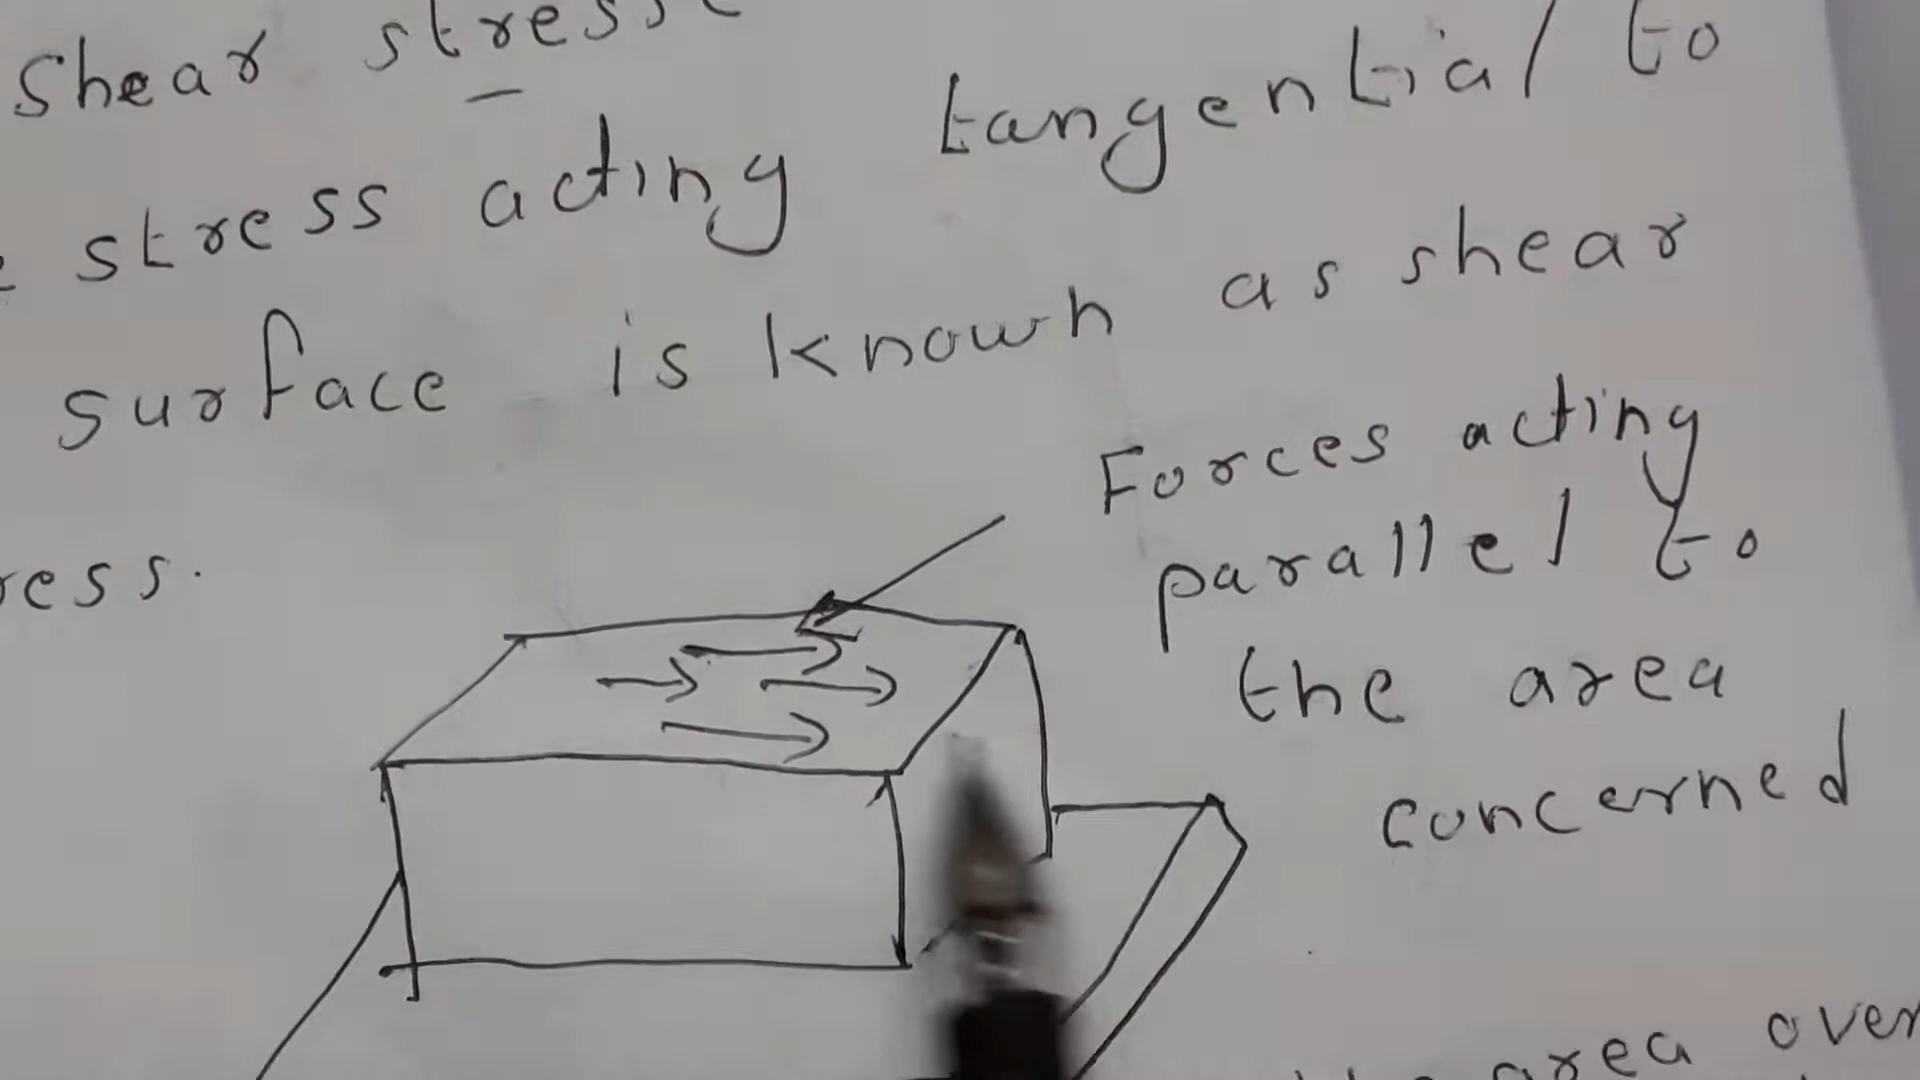 Shear stress
stress acting tangential to
surface is known as shear
ress.
Forces acting
parallel to
the area
concerned
area over